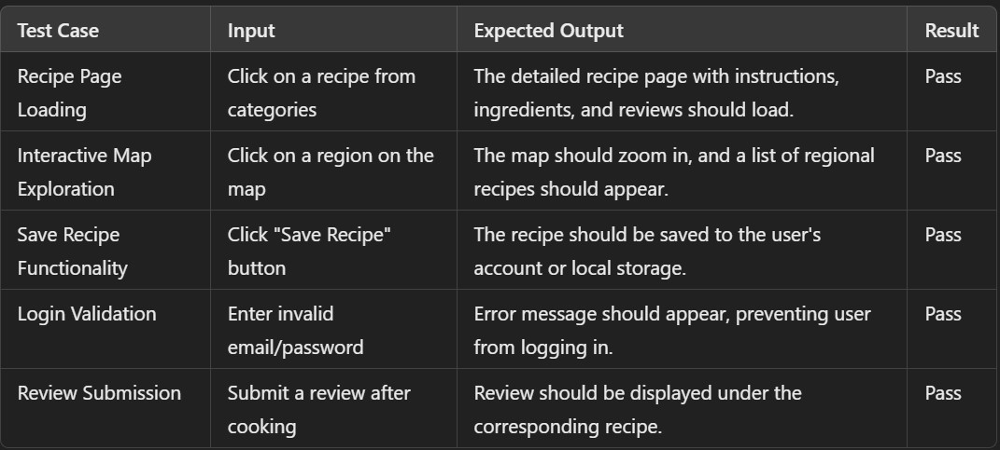 Test Case Input Expected Output Result
Recipe Page Click on a recipe from The detailed recipe page with instructions, Pass
Loading categories ingredients, and reviews should load.
Interactive Map Click on a region on the The map should zoom in, and a list of regional Pass
Exploration map recipes should appear.
Save Recipe Click "Save Recipe" The recipe should be saved to the user's Pass
Functionality button account or local storage.
Login Validation Enter invalid Error message should appear, preventing user Pass
email/password from logging in.
Review Submission Submit a review after Review should be displayed under the Pass
cooking corresponding recipe.